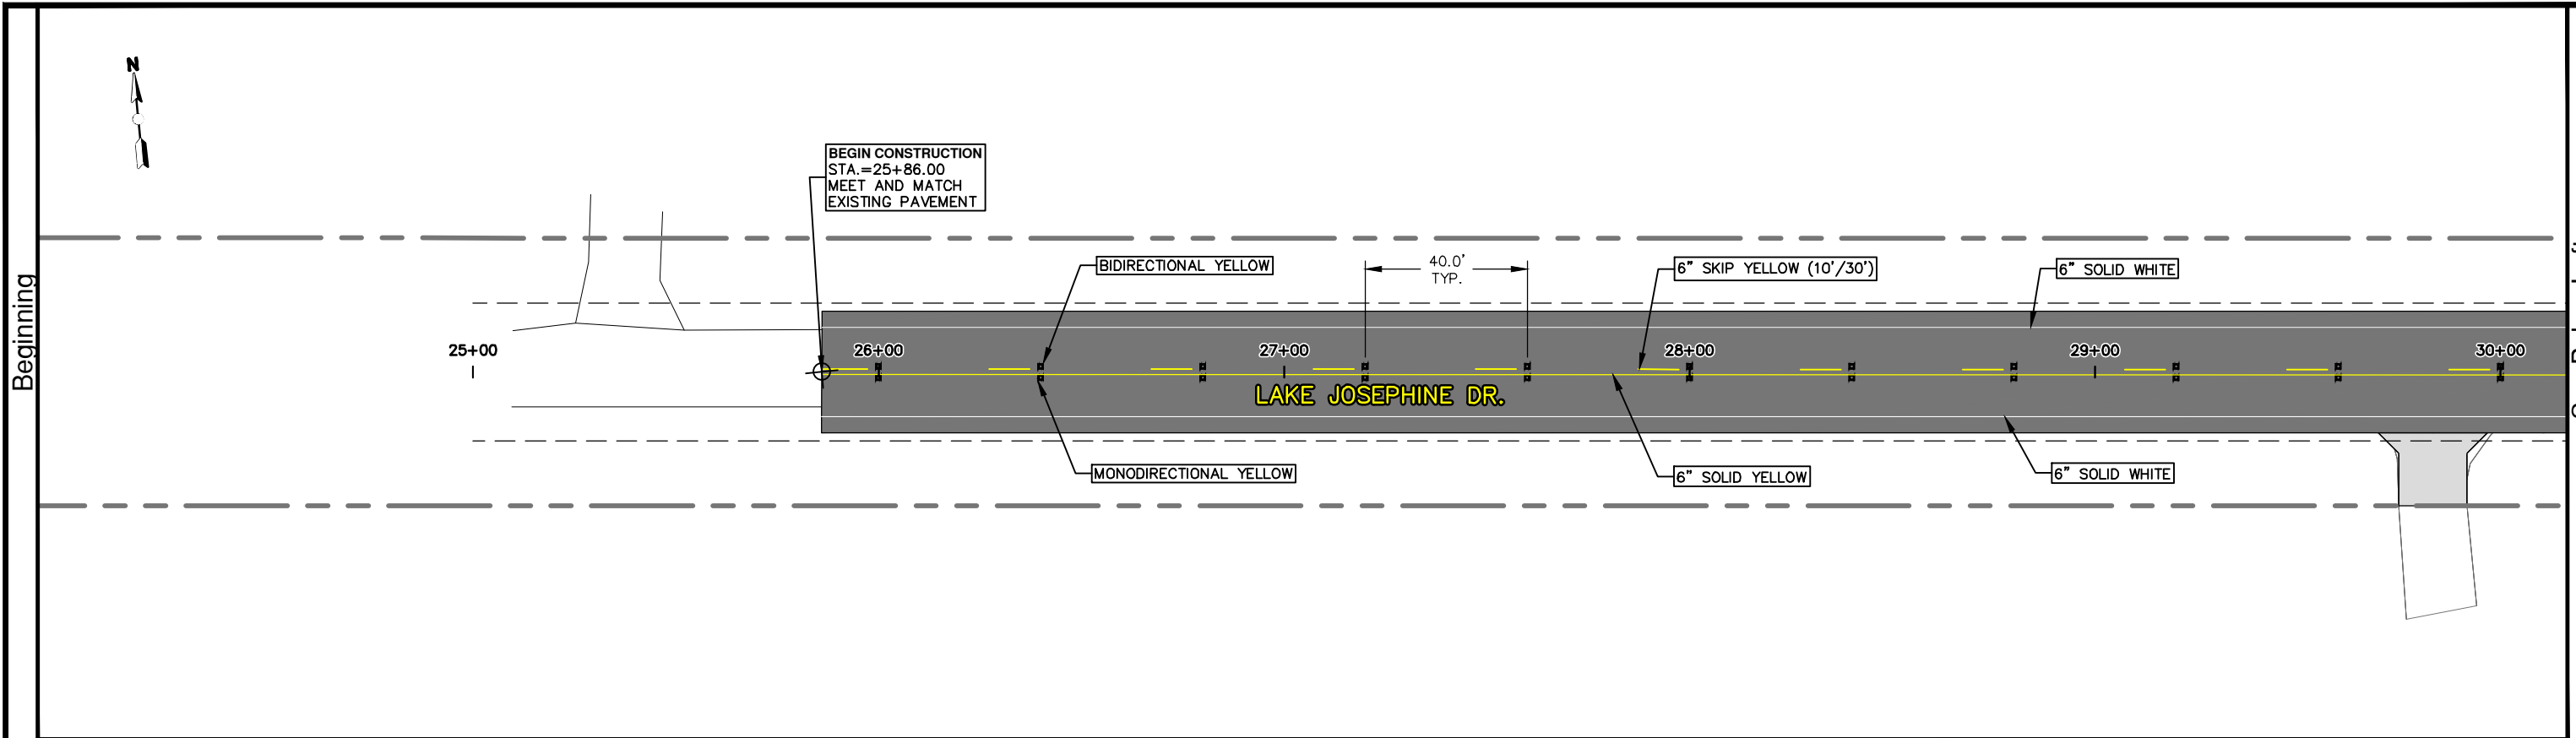 N
BEGIN CONSTRUCTION
STA.=25+86.00
MEET AND MATCH
EXISTING PAVEMENT
BIDIRECTIONAL YELLOW
40.0'
TYP.
6" SKIP YELLOW (10'/30')
6" SOLID WHITE
Beginning
25+00
26+00
27+00
28+00
29+00
30+00
LAKE JOSEPHINE DR.
MONODIRECTIONAL YELLOW
6" SOLID YELLOW
6" SOLID WHITE